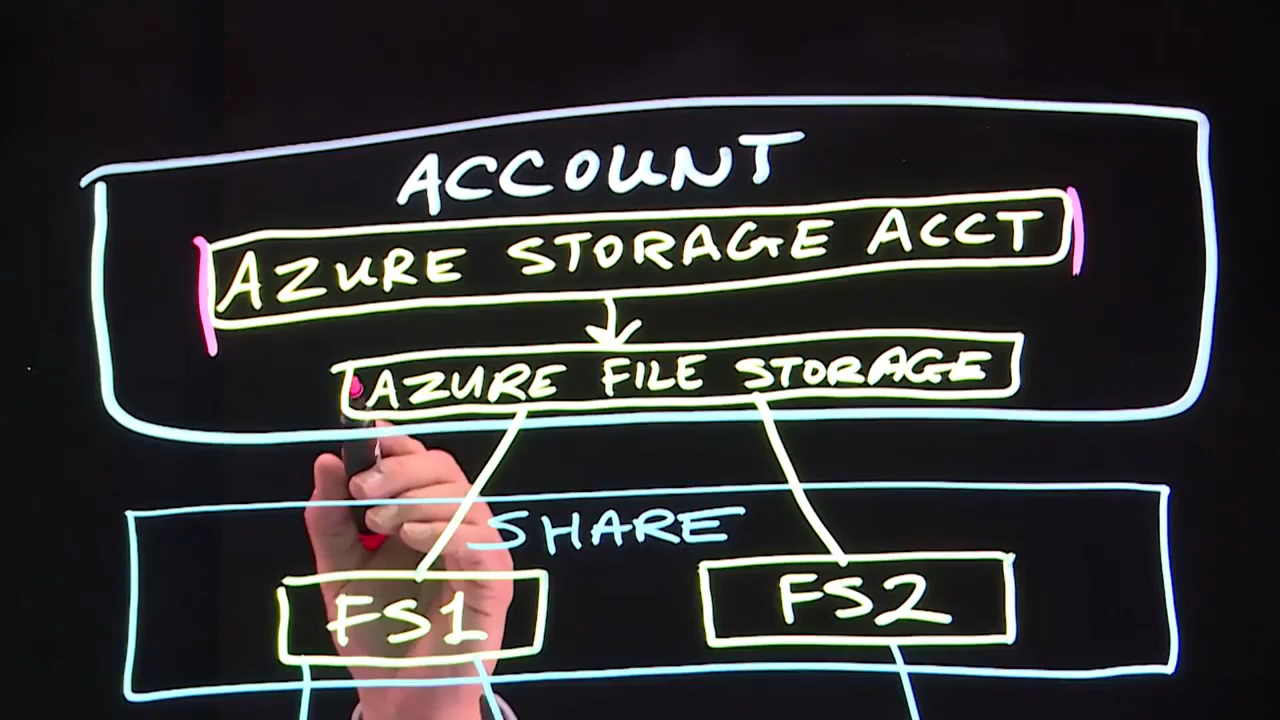 ACCOUNT
AZURE STORAGE ACCT
AZURE FILE STORAGE
SHARE
FS1
FS2